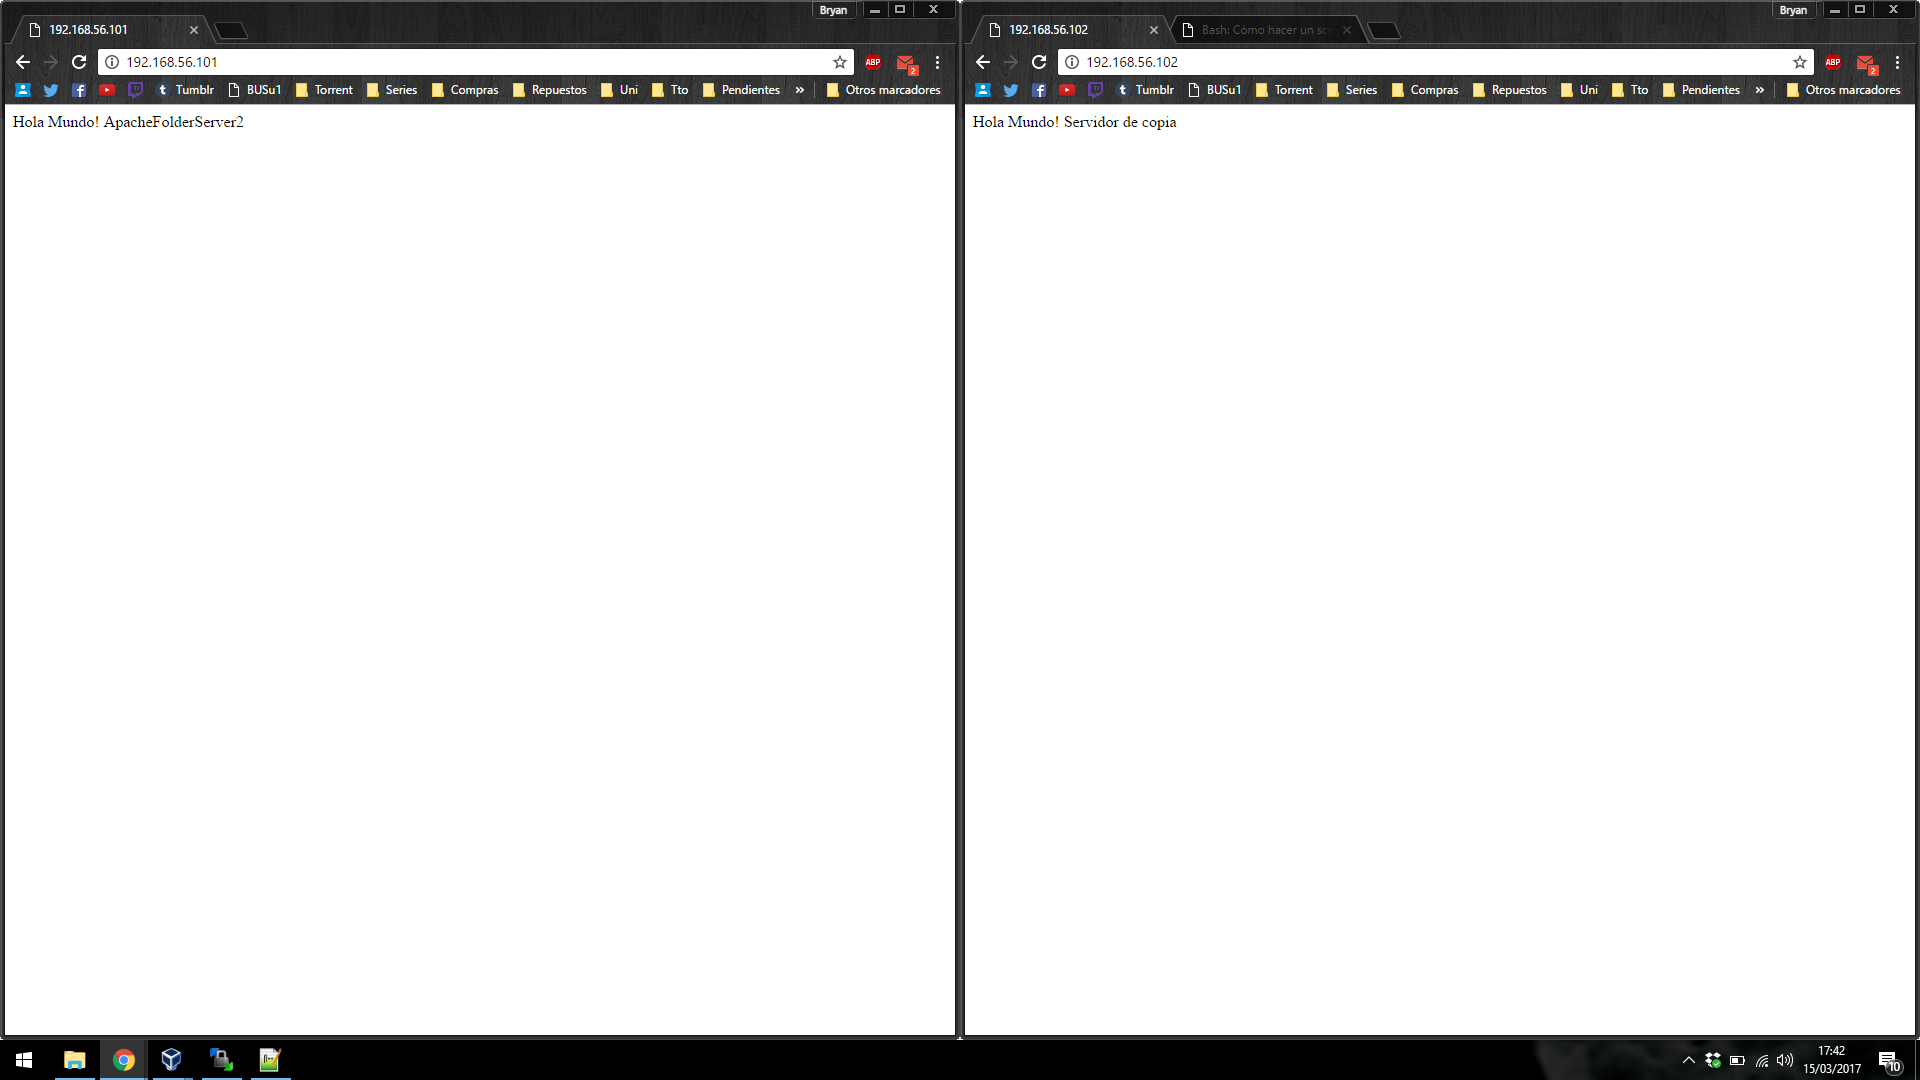 Bryan
192.168.56.101
192.168.56.101
ABP
2
Tumblr BUSu1 Torrent Series Compras Repuestos Uni Tto Pendientes » Otros marcadores
Hola Mundo! ApacheFolderServer2
Bryan
192.168.56.102 Bash: Cómo hacer un scr
192.168.56.102
ABP
2
Tumblr BUSu1 Torrent Series Compras Repuestos Uni Tto Pendientes » Otros marcadores
Hola Mundo! Servidor de copia
17:42
15/03/2017
10